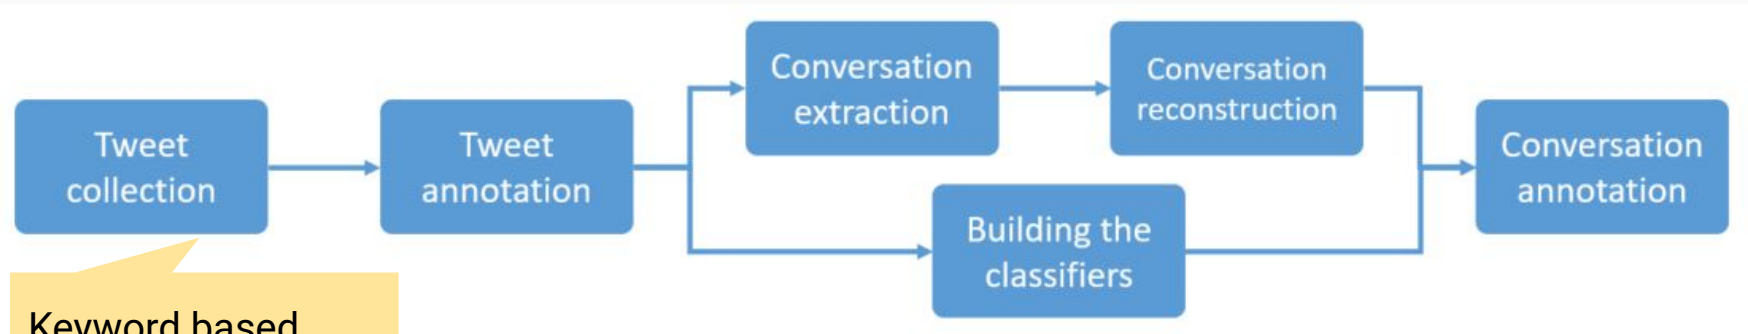 Tweet
collection
Tweet
annotation
Conversation
extraction
Conversation
reconstruction
Building the
classifiers
Conversation
annotation
Keyword based